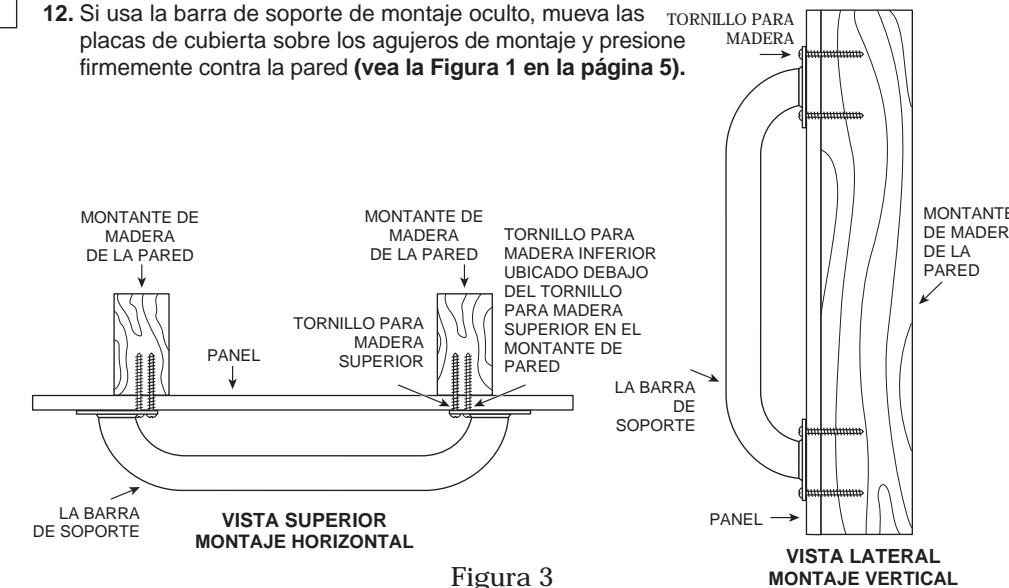 12. Si usa la barra de soporte de montaje oculto, mueva las
placas de cubierta sobre los agujeros de montaje y presione
firmemente contra la pared (vea la Figura 1 en la página 5).
TORNILLO PARA
MADERA
MONTANTE DE
MADERA
DE LA PARED
MONTANTE DE
MADERA
DE LA PARED
TORNILLO PARA
MADERA INFERIOR
UBICADO DEBAJO
DEL TORNILLO
PARA MADERA
SUPERIOR EN EL
MONTANTE DE
PARED
TORNILLO PARA
MADERA
SUPERIOR
PANEL
LA BARRA
DE SOPORTE
VISTA SUPERIOR
MONTAJE HORIZONTAL
MONTANTE
DE MADER
DE LA
PARED
LA BARRA
DE
SOPORTE
PANEL
VISTA LATERAL
MONTAJE VERTICAL
Figura 3